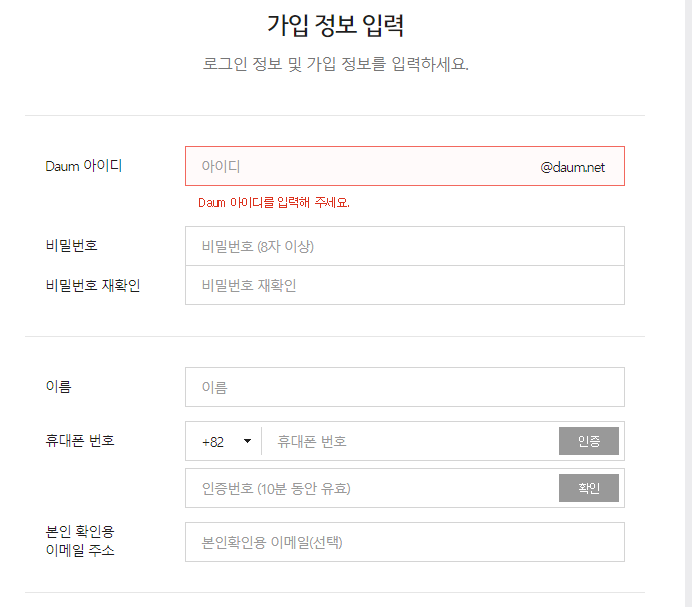 가입 정보 입력
로그인 정보 및 가입 정보를 입력하세요.
Daum 아이디
아이디 @daum.net
Daum 아이디를 입력해 주세요.
비밀번호
비밀번호 (8자 이상)
비밀번호 재확인
비밀번호 재확인
이름
이름
휴대폰 번호
+82 휴대폰 번호 인증
인증번호 (10분 동안 유효) 확인
본인 확인용
이메일 주소
본인확인용 이메일(선택)